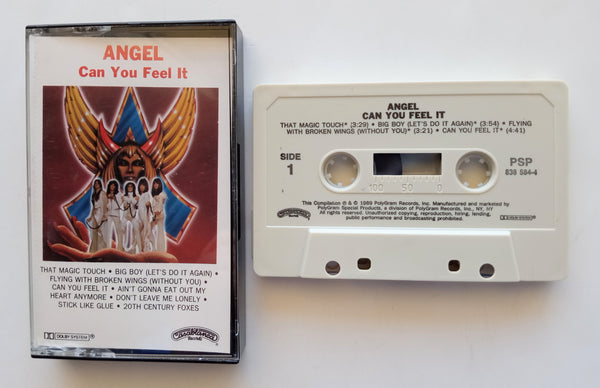 ANGEL
Can You Feel It
THAT MAGIC TOUCH • BIG BOY (LET'S DO IT AGAIN) •
FLYING WITH BROKEN WINGS (WITHOUT YOU) •
CAN YOU FEEL IT • AIN'T GONNA EAT OUT MY
HEART ANYMORE • DON'T LEAVE ME LONELY •
STICK LIKE GLUE • 20TH CENTURY FOXES
DOLBY SYSTEM®
Casablanca
Records
ANGEL
CAN YOU FEEL IT
THAT MAGIC TOUCH* (3:29) • BIG BOY (LET'S DO IT AGAIN)* (3:54) • FLYING
WITH BROKEN WINGS (WITHOUT YOU)* (3:21) • CAN YOU FEEL IT* (4:41)
SIDE
1
PSP
838 884-4
100 50 0
This Compilation ℗ & © 1989 PolyGram Records, Inc. Manufactured and marketed by
PolyGram Special Products, a division of PolyGram Records, Inc., NY, NY
All rights reserved. Unauthorized copying, reproduction, hiring, lending,
public performance and broadcasting prohibited.
Casablanca
DOLBY SYSTEM